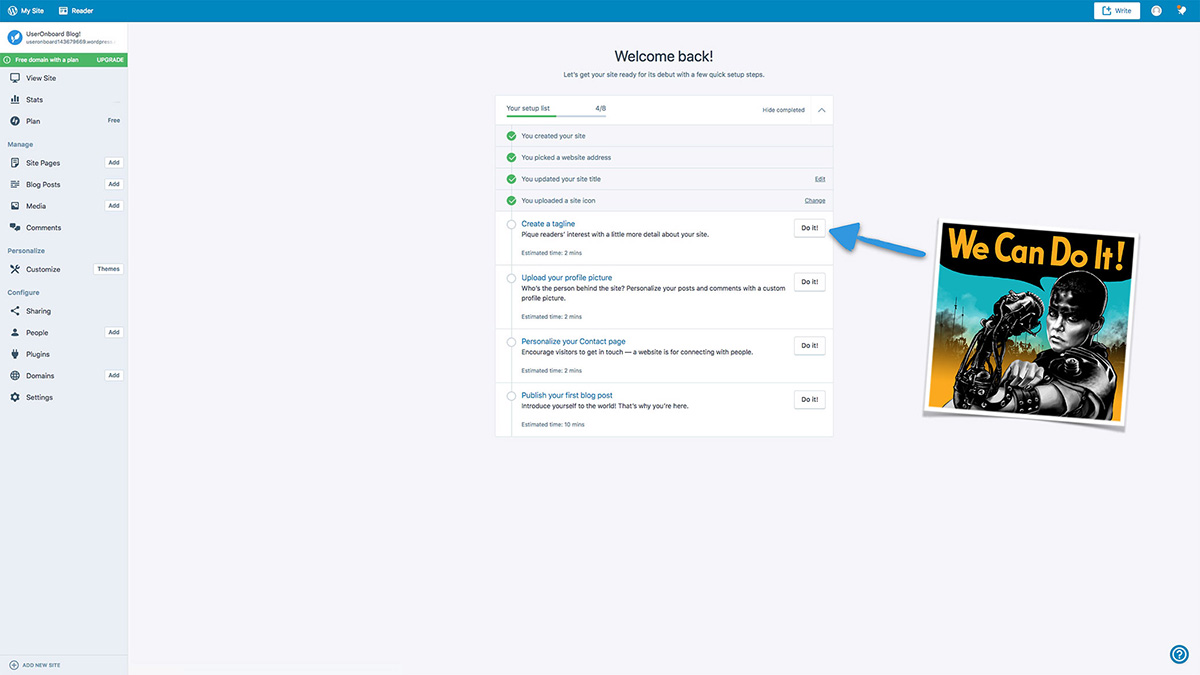 My Site
Reader
Write
UserOnboard Blog!
useronboard143679669.wordpress
Free domain with a plan
UPGRADE
View Site
Stats
Plan
Free
Manage
Site Pages
Add
Blog Posts
Add
Media
Add
Comments
Personalize
Customize
Themes
Configure
Sharing
People
Add
Plugins
Domains
Add
Settings
ADD NEW SITE
Welcome back!
Let's get your site ready for its debut with a few quick setup steps.
Your setup list
4/8
Hide completed
You created your site
You picked a website address
You updated your site title
Edit
You uploaded a site icon
Change
Create a tagline
Pique readers' interest with a little more detail about your site.
Estimated time: 2 mins
Do it!
Upload your profile picture
Who's the person behind the site? Personalize your posts and comments with a custom
profile picture.
Estimated time: 2 mins
Do it!
Personalize your Contact page
Encourage visitors to get in touch — a website is for connecting with people.
Estimated time: 2 mins
Do it!
Publish your first blog post
Introduce yourself to the world! That's why you're here.
Estimated time: 10 mins
Do it!
We Can Do It!